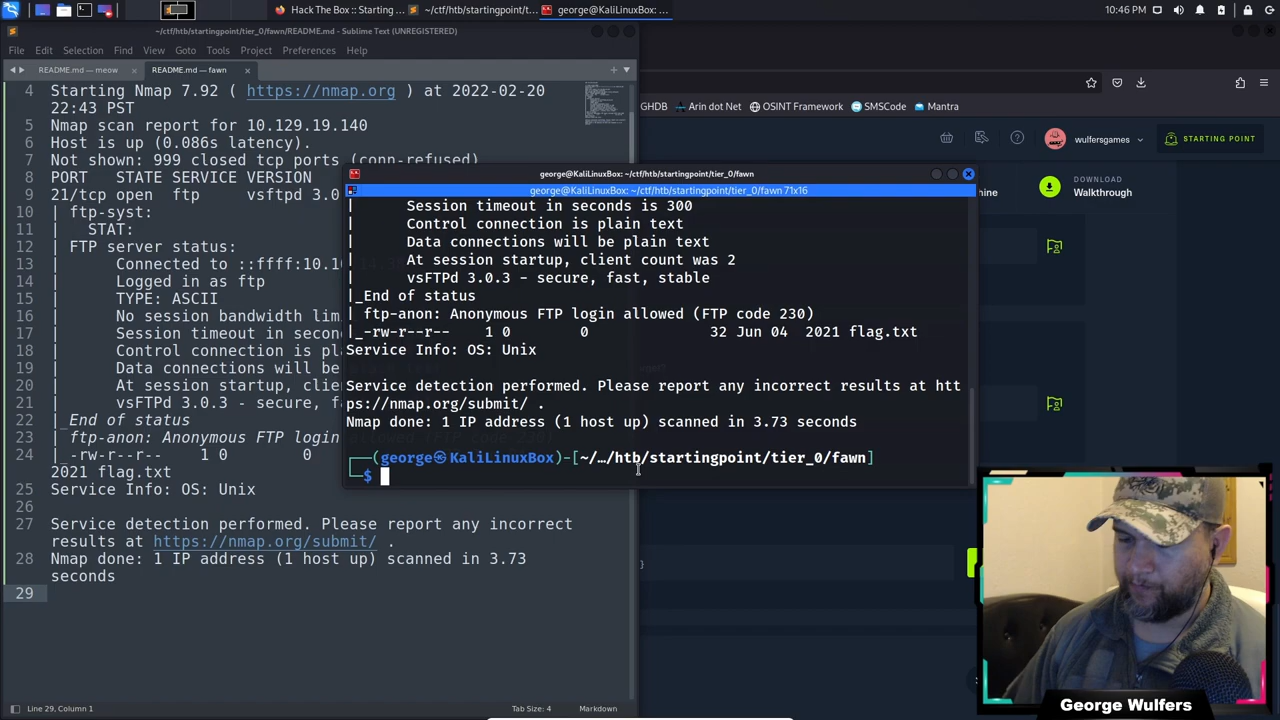 Hack The Box :: Starting ...
~/ctf/htb/startingpoint/t...
george@KaliLinuxBox: ...
10:46 PM
~/ctf/htb/startingpoint/tier_0/fawn/README.md - Sublime Text (UNREGISTERED)
File Edit Selection Find View Goto Tools Project Preferences Help
README.md — meow
README.md — fawn
4 Starting Nmap 7.92 ( https://nmap.org ) at 2022-02-20
22:43 PST
5 Nmap scan report for 10.129.19.140
6 Host is up (0.086s latency).
7 Not shown: 999 closed tcp ports (conn-refused)
8 PORT STATE SERVICE VERSION
9 21/tcp open ftp vsftpd 3.0
10 | ftp-syst:
11 | STAT:
12 | FTP server status:
13 | Connected to ::ffff:10.1
14 | Logged in as ftp
15 | TYPE: ASCII
16 | No session bandwidth lim
17 | Session timeout in secon
18 | Control connection is pl
19 | Data connections will be
20 | At session startup, clie
21 | vsFTPd 3.0.3 - secure, fa
22 |_End of status
23 | ftp-anon: Anonymous FTP login
24 |_-rw-r--r-- 1 0 0
2021 flag.txt
25 Service Info: OS: Unix
26
27 Service detection performed. Please report any incorrect
results at https://nmap.org/submit/ .
28 Nmap done: 1 IP address (1 host up) scanned in 3.73
seconds
29
Line 29, Column 1
Tab Size: 4
Markdown
george@KaliLinuxBox: ~/ctf/htb/startingpoint/tier_0/fawn
george@KaliLinuxBox: ~/ctf/htb/startingpoint/tier_0/fawn 71x16
| Session timeout in seconds is 300
| Control connection is plain text
| Data connections will be plain text
| At session startup, client count was 2
| vsFTPd 3.0.3 - secure, fast, stable
|_End of status
| ftp-anon: Anonymous FTP login allowed (FTP code 230)
|_-rw-r--r-- 1 0 0 32 Jun 04 2021 flag.txt
Service Info: OS: Unix
Service detection performed. Please report any incorrect results at htt
ps://nmap.org/submit/ .
Nmap done: 1 IP address (1 host up) scanned in 3.73 seconds
┌──(george㉿KaliLinuxBox)-[~/…/htb/startingpoint/tier_0/fawn]
└─$
GHDB
Arin dot Net
OSINT Framework
SMSCode
Mantra
wulfersgames
STARTING POINT
hine
DOWNLOAD
Walkthrough
George Wulfers